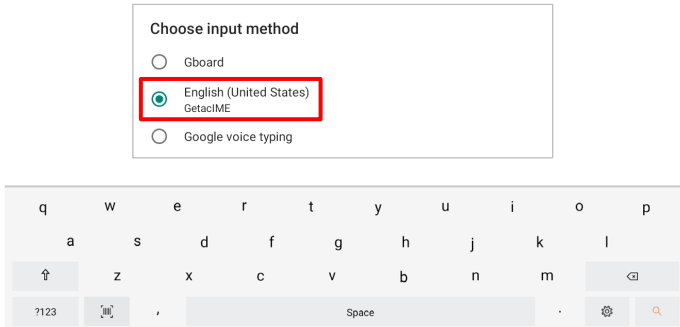 Choose input method
Gboard
English (United States)
GetacIME
Google voice typing
q w e r t y u i o p
a s d f g h j k l
z x c v b n m
?123 , Space .